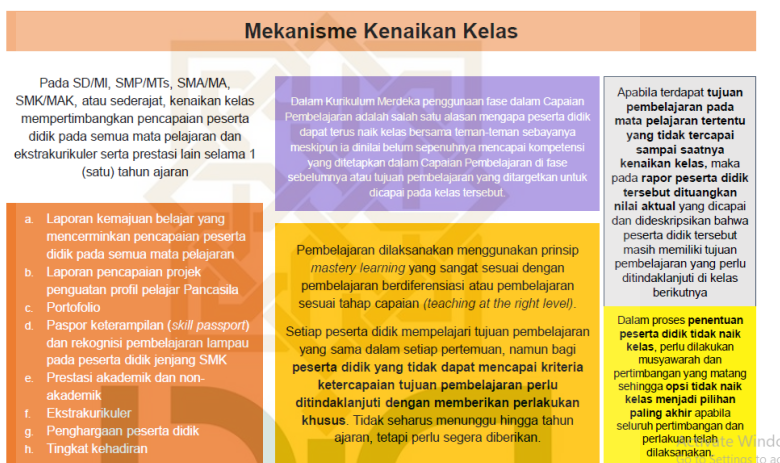 Mekanisme Kenaikan Kelas
Pada SD/MI, SMP/MTs, SMA/MA,
SMK/MAK, atau sederajat, kenaikan kelas
mempertimbangkan pencapaian peserta
didik pada semua mata pelajaran dan
ekstrakurikuler serta prestasi lain selama 1
(satu) tahun ajaran
a. Laporan kemajuan belajar yang
mencerminkan pencapaian peserta
didik pada semua mata pelajaran
b. Laporan pencapaian projek
penguatan profil pelajar Pancasila
c. Portofolio
d. Paspor keterampilan (skill passport)
dan rekognisi pembelajaran lampau
pada peserta didik jenjang SMK
e. Prestasi akademik dan non-
akademik
f. Ekstrakurikuler
g. Penghargaan peserta didik
h. Tingkat kehadiran
Dalam Kurikulum Merdeka penggunaan fase dalam Capaian
Pembelajaran adalah salah satu alasan mengapa peserta didik
dapat terus naik kelas bersama teman-teman sebayanya
meskipun ia dinilai belum sepenuhnya mencapai kompetensi
yang ditetapkan dalam Capaian Pembelajaran di fase
sebelumnya atau tujuan pembelajaran yang ditargetkan untuk
dicapai pada kelas tersebut.
Pembelajaran dilaksanakan menggunakan prinsip
mastery learning yang sangat sesuai dengan
pembelajaran berdiferensiasi atau pembelajaran
sesuai tahap capaian (teaching at the right level).
Setiap peserta didik mempelajari tujuan pembelajaran
yang sama dalam setiap pertemuan, namun bagi
peserta didik yang tidak dapat mencapai kriteria
ketercapaian tujuan pembelajaran perlu
ditindaklanjuti dengan memberikan perlakukan
khusus. Tidak seharus menunggu hingga tahun
ajaran, tetapi perlu segera diberikan.
Apabila terdapat tujuan
pembelajaran pada
mata pelajaran tertentu
yang tidak tercapai
sampai saatnya
kenaikan kelas, maka
pada rapor peserta didik
tersebut dituangkan
nilai aktual yang dicapai
dan dideskripsikan bahwa
peserta didik tersebut
masih memiliki tujuan
pembelajaran yang perlu
ditindaklanjuti di kelas
berikutnya
Dalam proses penentuan
peserta didik tidak naik
kelas, perlu dilakukan
musyawarah dan
pertimbangan yang matang
sehingga opsi tidak naik
kelas menjadi pilihan
paling akhir apabila
seluruh pertimbangan dan
perlakuan telah
dilaksanakan.
Activate Windo
Go to Settings to ac